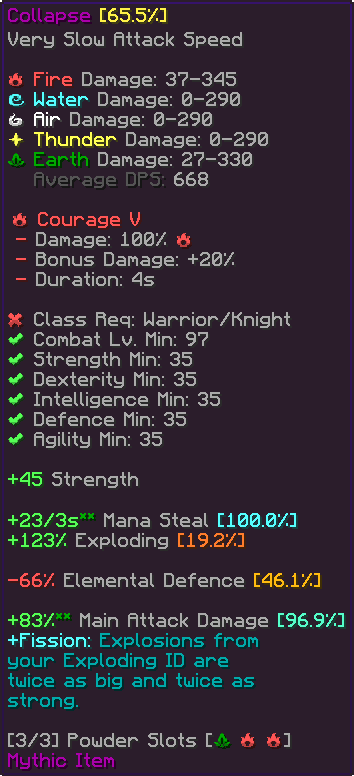 Collapse [65.5%]
Very Slow Attack Speed
Fire Damage: 37-345
Water Damage: 0-290
Air Damage: 0-290
Thunder Damage: 0-290
Earth Damage: 27-330
Average DPS: 668
Courage V
- Damage: 100%
- Bonus Damage: +20%
- Duration: 4s
✖ Class Req: Warrior/Knight
✔ Combat Lv. Min: 97
✔ Strength Min: 35
✔ Dexterity Min: 35
✔ Intelligence Min: 35
✔ Defence Min: 35
✔ Agility Min: 35
+45 Strength
+23/3s** Mana Steal [100.0%]
+123% Exploding [19.2%]
-66% Elemental Defence [46.1%]
+83%** Main Attack Damage [96.9%]
+Fission: Explosions from
your Exploding ID are
twice as big and twice as
strong.
[3/3] Powder Slots [ ]
Mythic Item